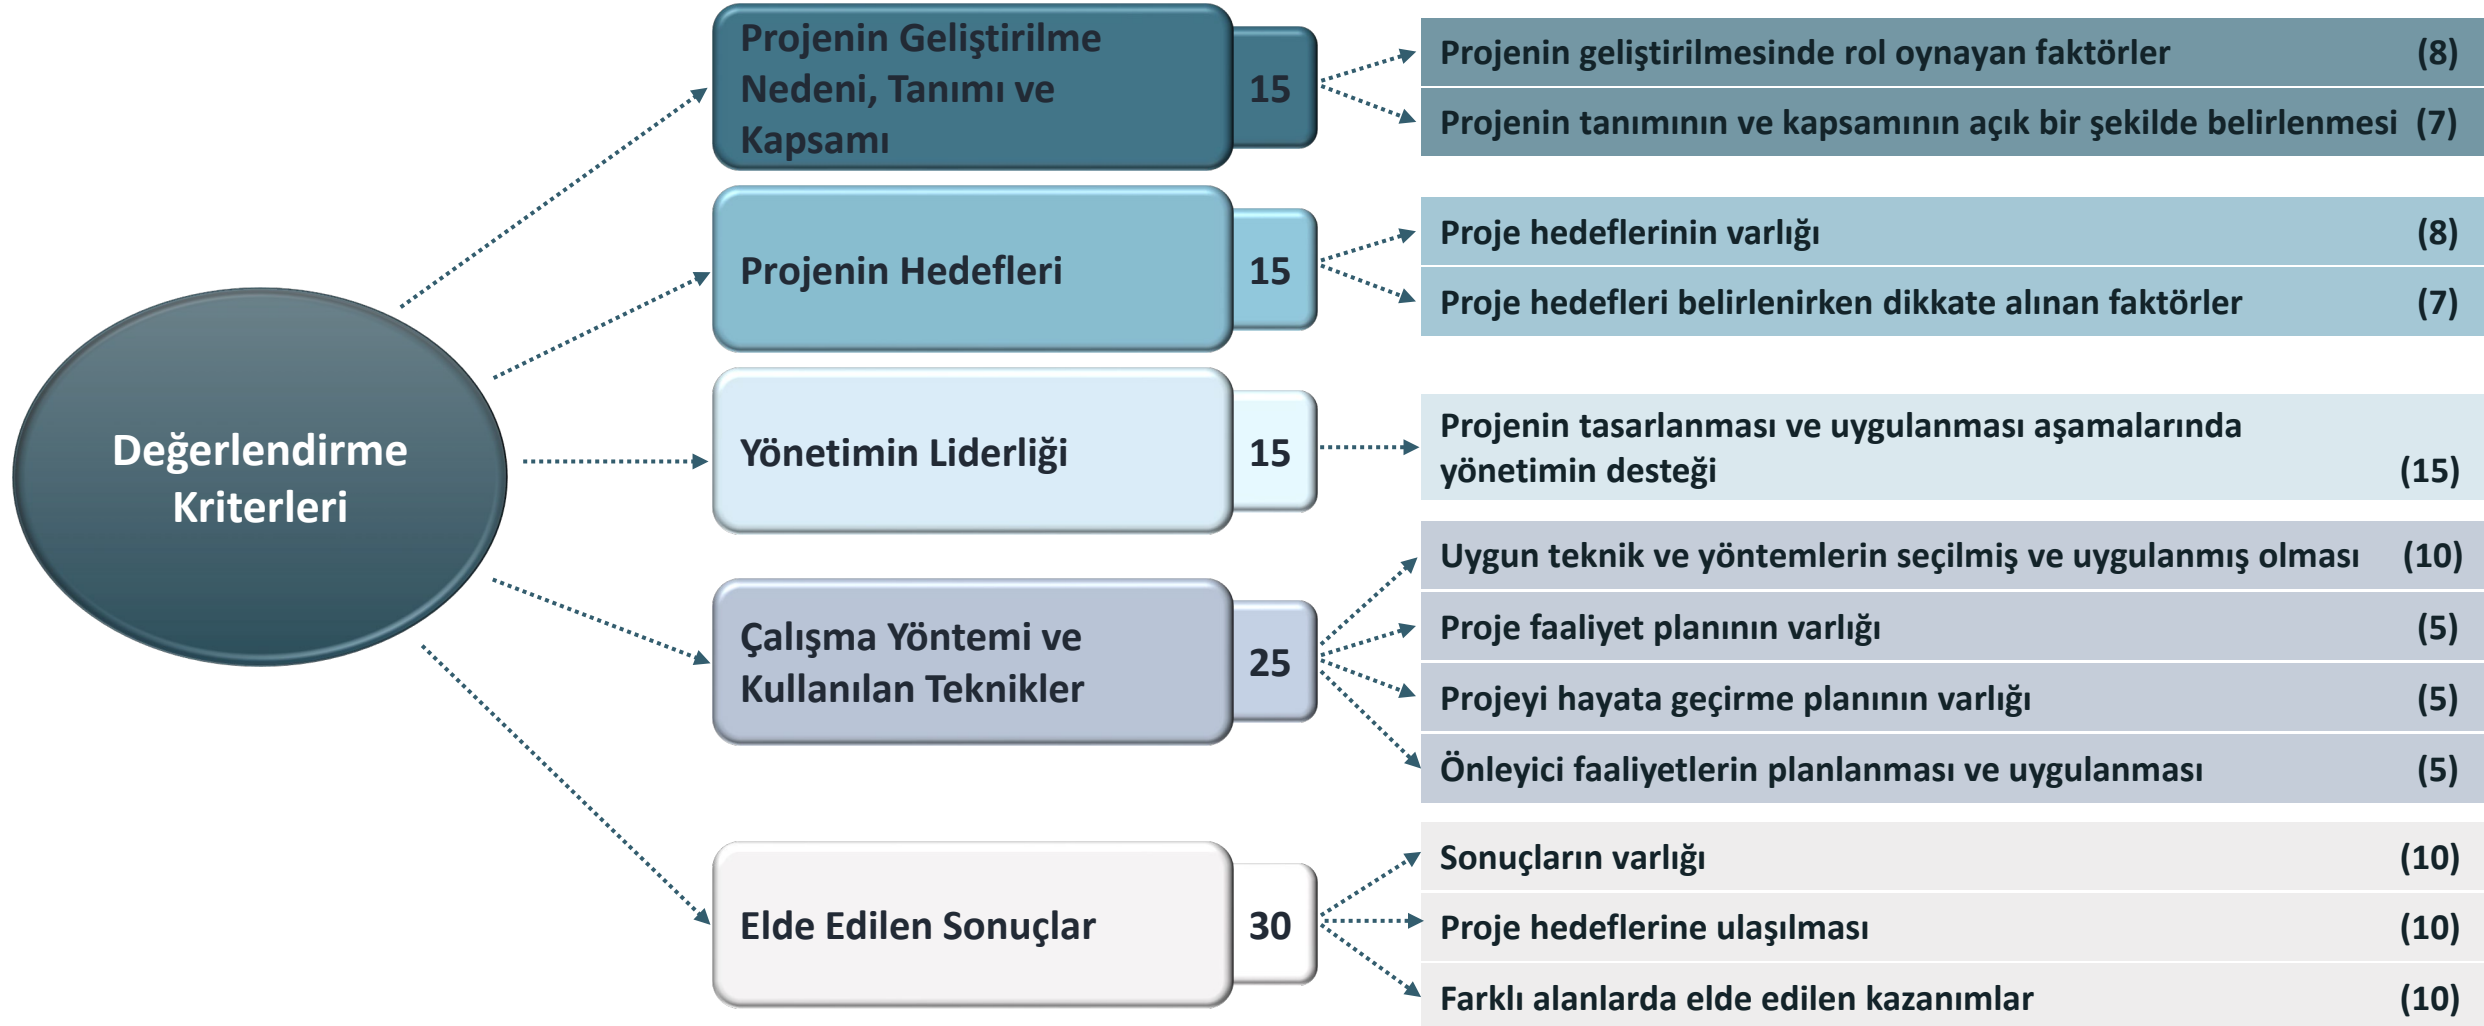 Değerlendirme
Kriterleri
Projenin Geliştirilme
Nedeni, Tanımı ve
Kapsamı
15
Projenin geliştirilmesinde rol oynayan faktörler (8)
Projenin tanımının ve kapsamının açık bir şekilde belirlenmesi (7)
Projenin Hedefleri
15
Proje hedeflerinin varlığı (8)
Proje hedefleri belirlenirken dikkate alınan faktörler (7)
Yönetimin Liderliği
15
Projenin tasarlanması ve uygulanması aşamalarında
yönetimin desteği (15)
Çalışma Yöntemi ve
Kullanılan Teknikler
25
Uygun teknik ve yöntemlerin seçilmiş ve uygulanmış olması (10)
Proje faaliyet planının varlığı (5)
Projeyi hayata geçirme planının varlığı (5)
Önleyici faaliyetlerin planlanması ve uygulanması (5)
Elde Edilen Sonuçlar
30
Sonuçların varlığı (10)
Proje hedeflerine ulaşılması (10)
Farklı alanlarda elde edilen kazanımlar (10)